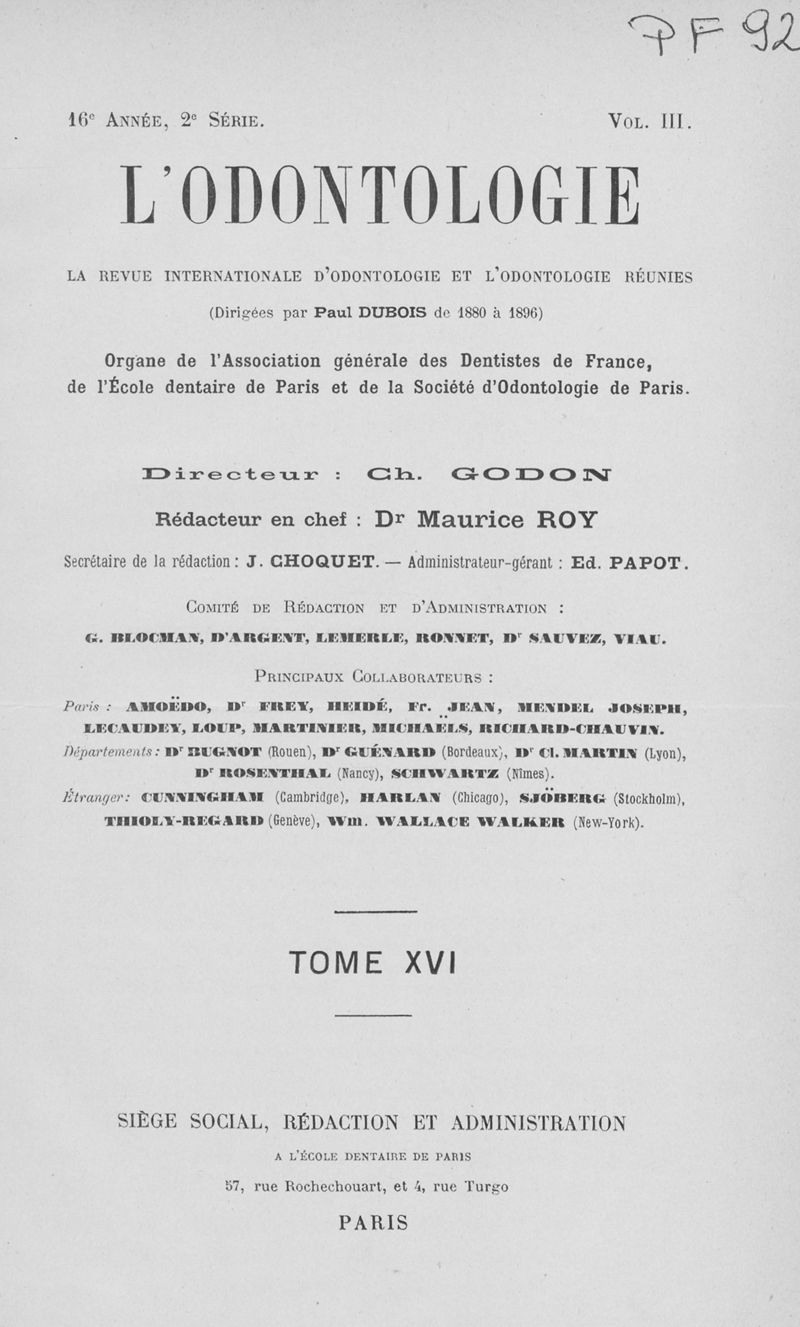 PF 92
16e ANNÉE, 2e SÉRIE. VOL. III.
L'ODONTOLOGIE
LA REVUE INTERNATIONALE D'ODONTOLOGIE ET L'ODONTOLOGIE RÉUNIES
(Dirigées par Paul DUBOIS de 1880 à 1896)
Organe de l'Association générale des Dentistes de France,
de l'École dentaire de Paris et de la Société d'Odontologie de Paris.
Directeur : Ch. GODON
Rédacteur en chef : Dr Maurice ROY
Secrétaire de la rédaction : J. CHOQUET. — Administrateur-gérant : Ed. PAPOT.
COMITÉ DE RÉDACTION ET D'ADMINISTRATION :
G. BLOCMAN, D'ARGENT, LEMERLE, RONNET, Dr SAUVEZ, VIAU.
PRINCIPAUX COLLABORATEURS :
Paris : AMOËDO, Dr FREY, HEIDÉ, Fr. JEAN, MENDEL JOSEPH,
LECAUDEY, LOUP, MARTINIER, MICHAËLS, RICHARD-CHAUVIN.
Départements : Dr BUGNOT (Rouen), Dr GUÉNARD (Bordeaux), Dr Cl. MARTIN (Lyon),
Dr ROSENTHAL (Nancy), SCHWARTZ (Nîmes).
Étranger: CUNNINGHAM (Cambridge), HARLAN (Chicago), SJÖBERG (Stockholm),
THIOLY-REGARD (Genève), Wm. WALLACE WALKER (New-York).
TOME XVI
SIÈGE SOCIAL, RÉDACTION ET ADMINISTRATION
A L'ÉCOLE DENTAIRE DE PARIS
57, rue Rochechouart, et 4, rue Turgo
PARIS